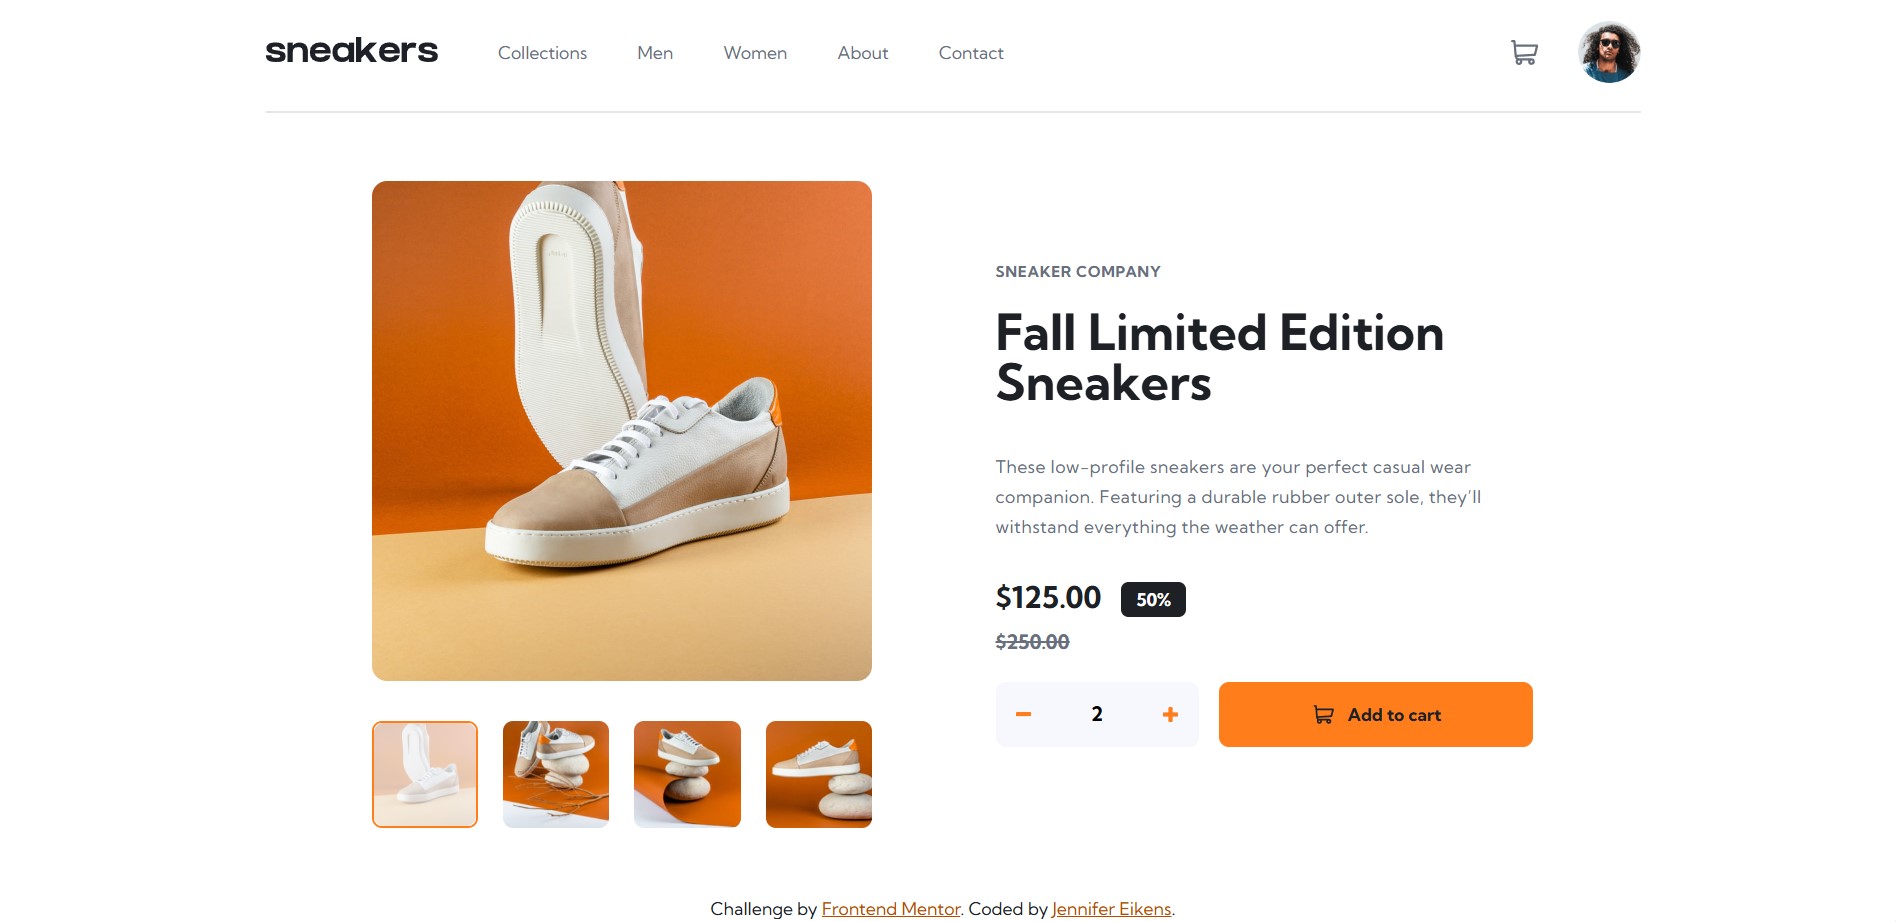 sneakers
Collections
Men
Women
About
Contact
SNEAKER COMPANY
Fall Limited Edition
Sneakers
These low-profile sneakers are your perfect casual wear
companion. Featuring a durable rubber outer sole, they'll
withstand everything the weather can offer.
$125.00
50%
$250.00
2
Add to cart
Challenge by Frontend Mentor. Coded by Jennifer Eikens.